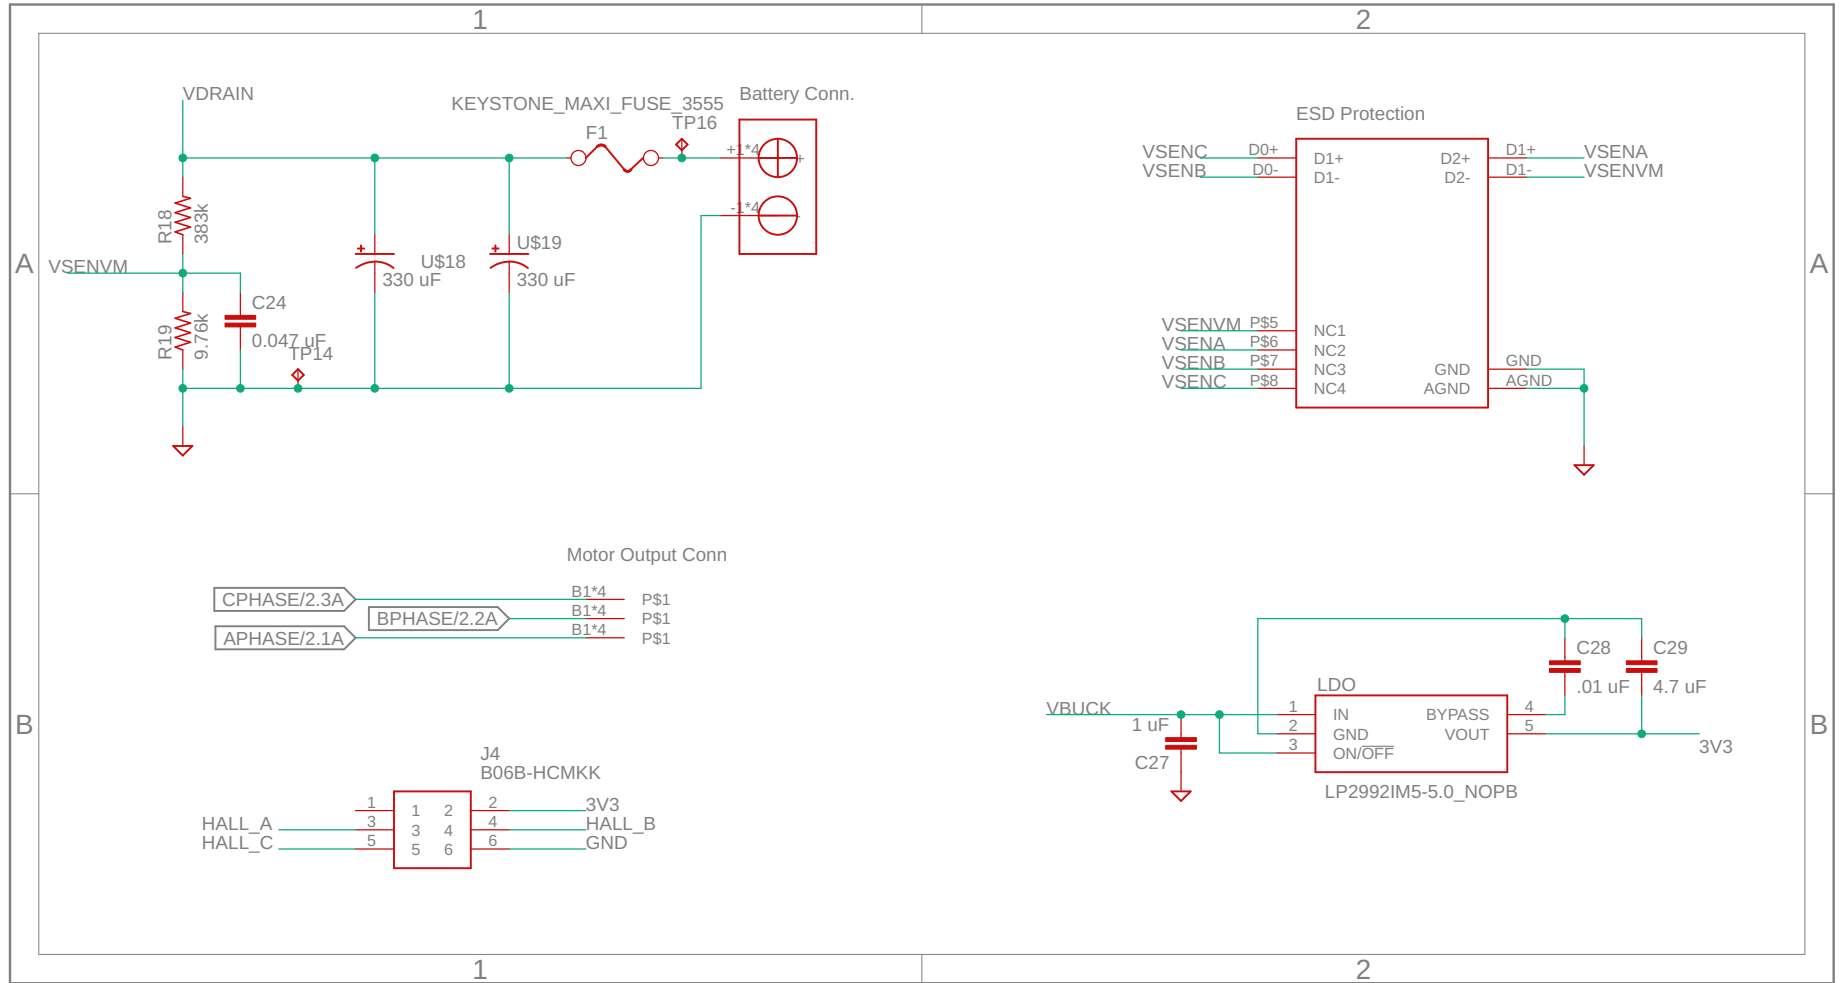 1
2
A
A
B
B
1
2
VDRAIN
KEYSTONE_MAXI_FUSE_3555
F1
TP16
Battery Conn.
+1*4
+
-1*4
-
R18
383k
VSENVM
R19
9.76k
C24
0.047 uF
TP14
U$18
330 uF
U$19
330 uF
ESD Protection
VSENC D0+ D1+ D2+ D1+ VSENA
VSENB D0- D1- D2- D1- VSENVM
VSENVM P$5 NC1
VSENA P$6 NC2
VSENB P$7 NC3 GND GND
VSENC P$8 NC4 AGND AGND
Motor Output Conn
CPHASE/2.3A B1*4 P$1
BPHASE/2.2A B1*4 P$1
APHASE/2.1A B1*4 P$1
J4
B06B-HCMKK
1 1 2 2 3V3
HALL_A 3 3 4 4 HALL_B
HALL_C 5 5 6 6 GND
VBUCK
1 uF
C27
LDO
1 IN BYPASS 4
2 GND VOUT 5
3 ON/OFF
LP2992IM5-5.0_NOPB
C28
.01 uF
C29
4.7 uF
3V3